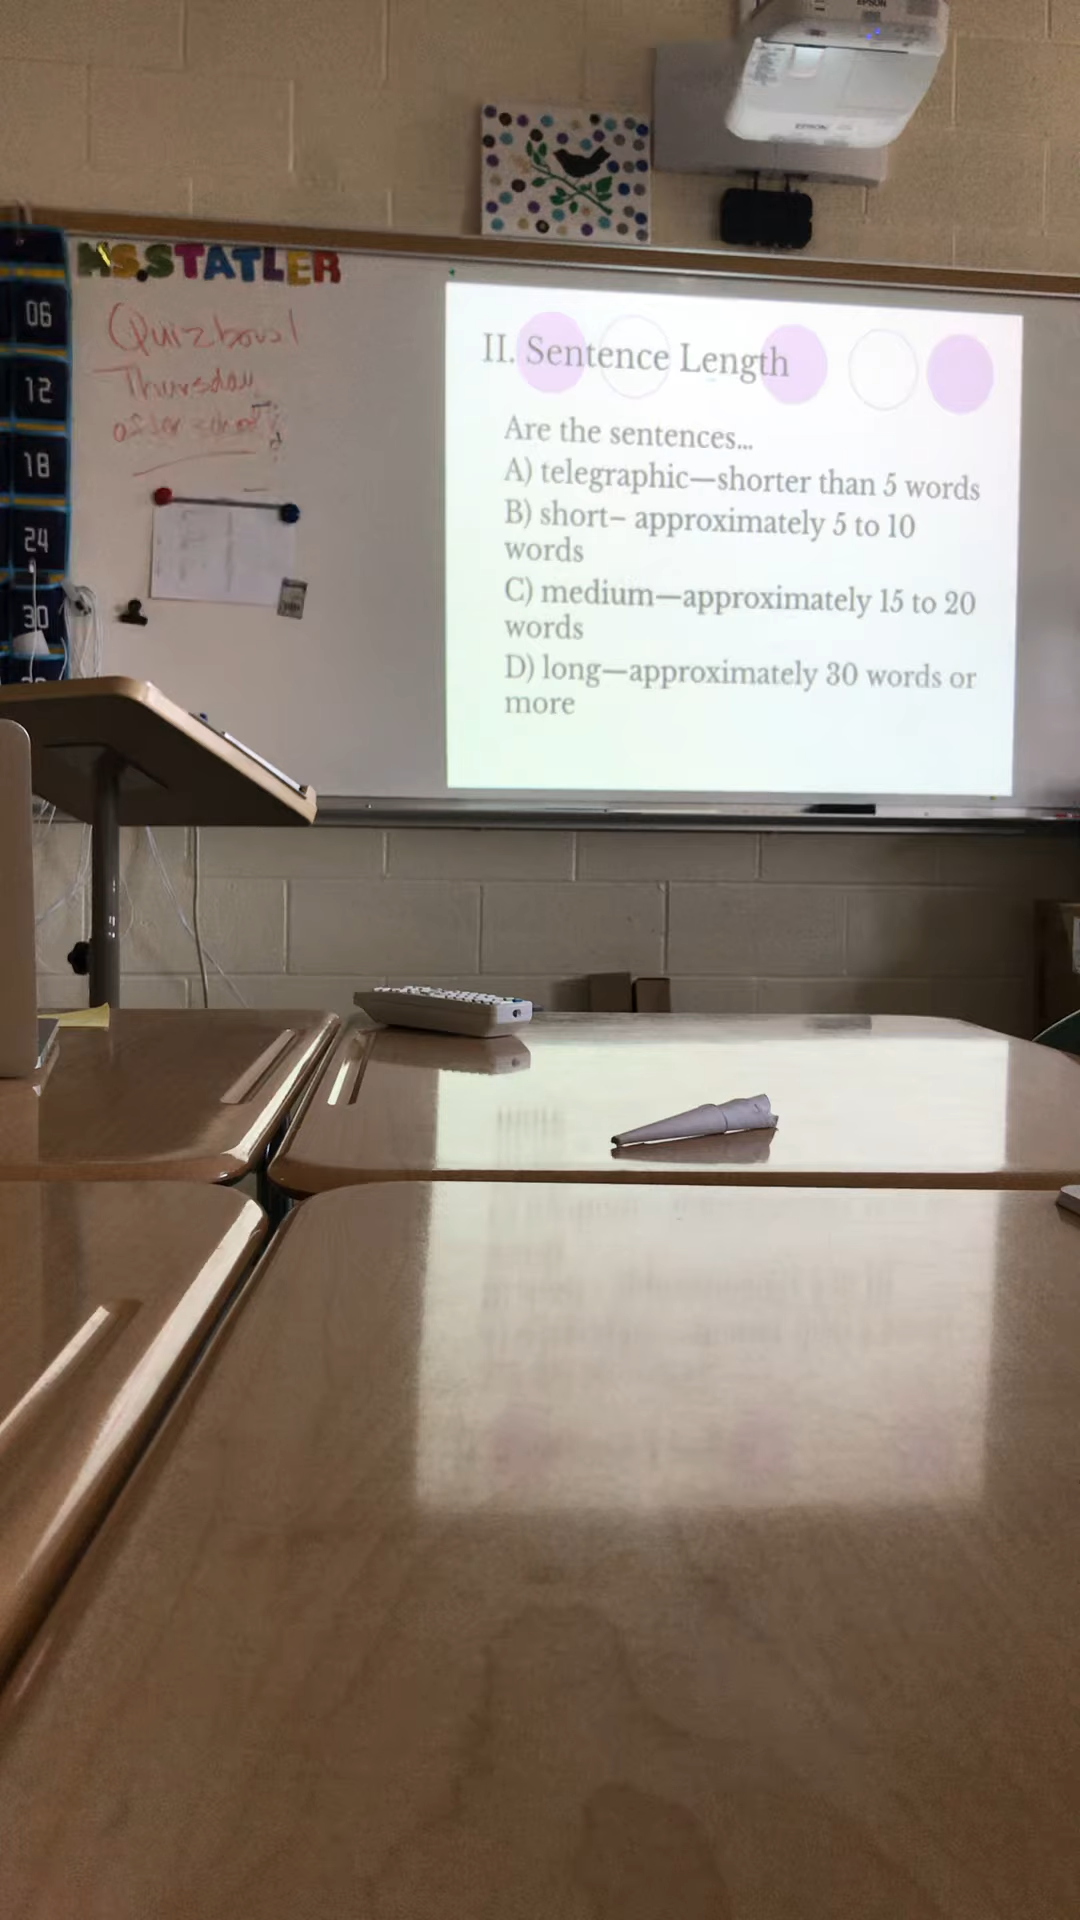 EPSON
EPSON
MS.STATLER
06
12
18
24
30
Quizbowl
Thursday
after school
II. Sentence Length
Are the sentences...
A) telegraphic—shorter than 5 words
B) short– approximately 5 to 10
words
C) medium—approximately 15 to 20
words
D) long—approximately 30 words or
more